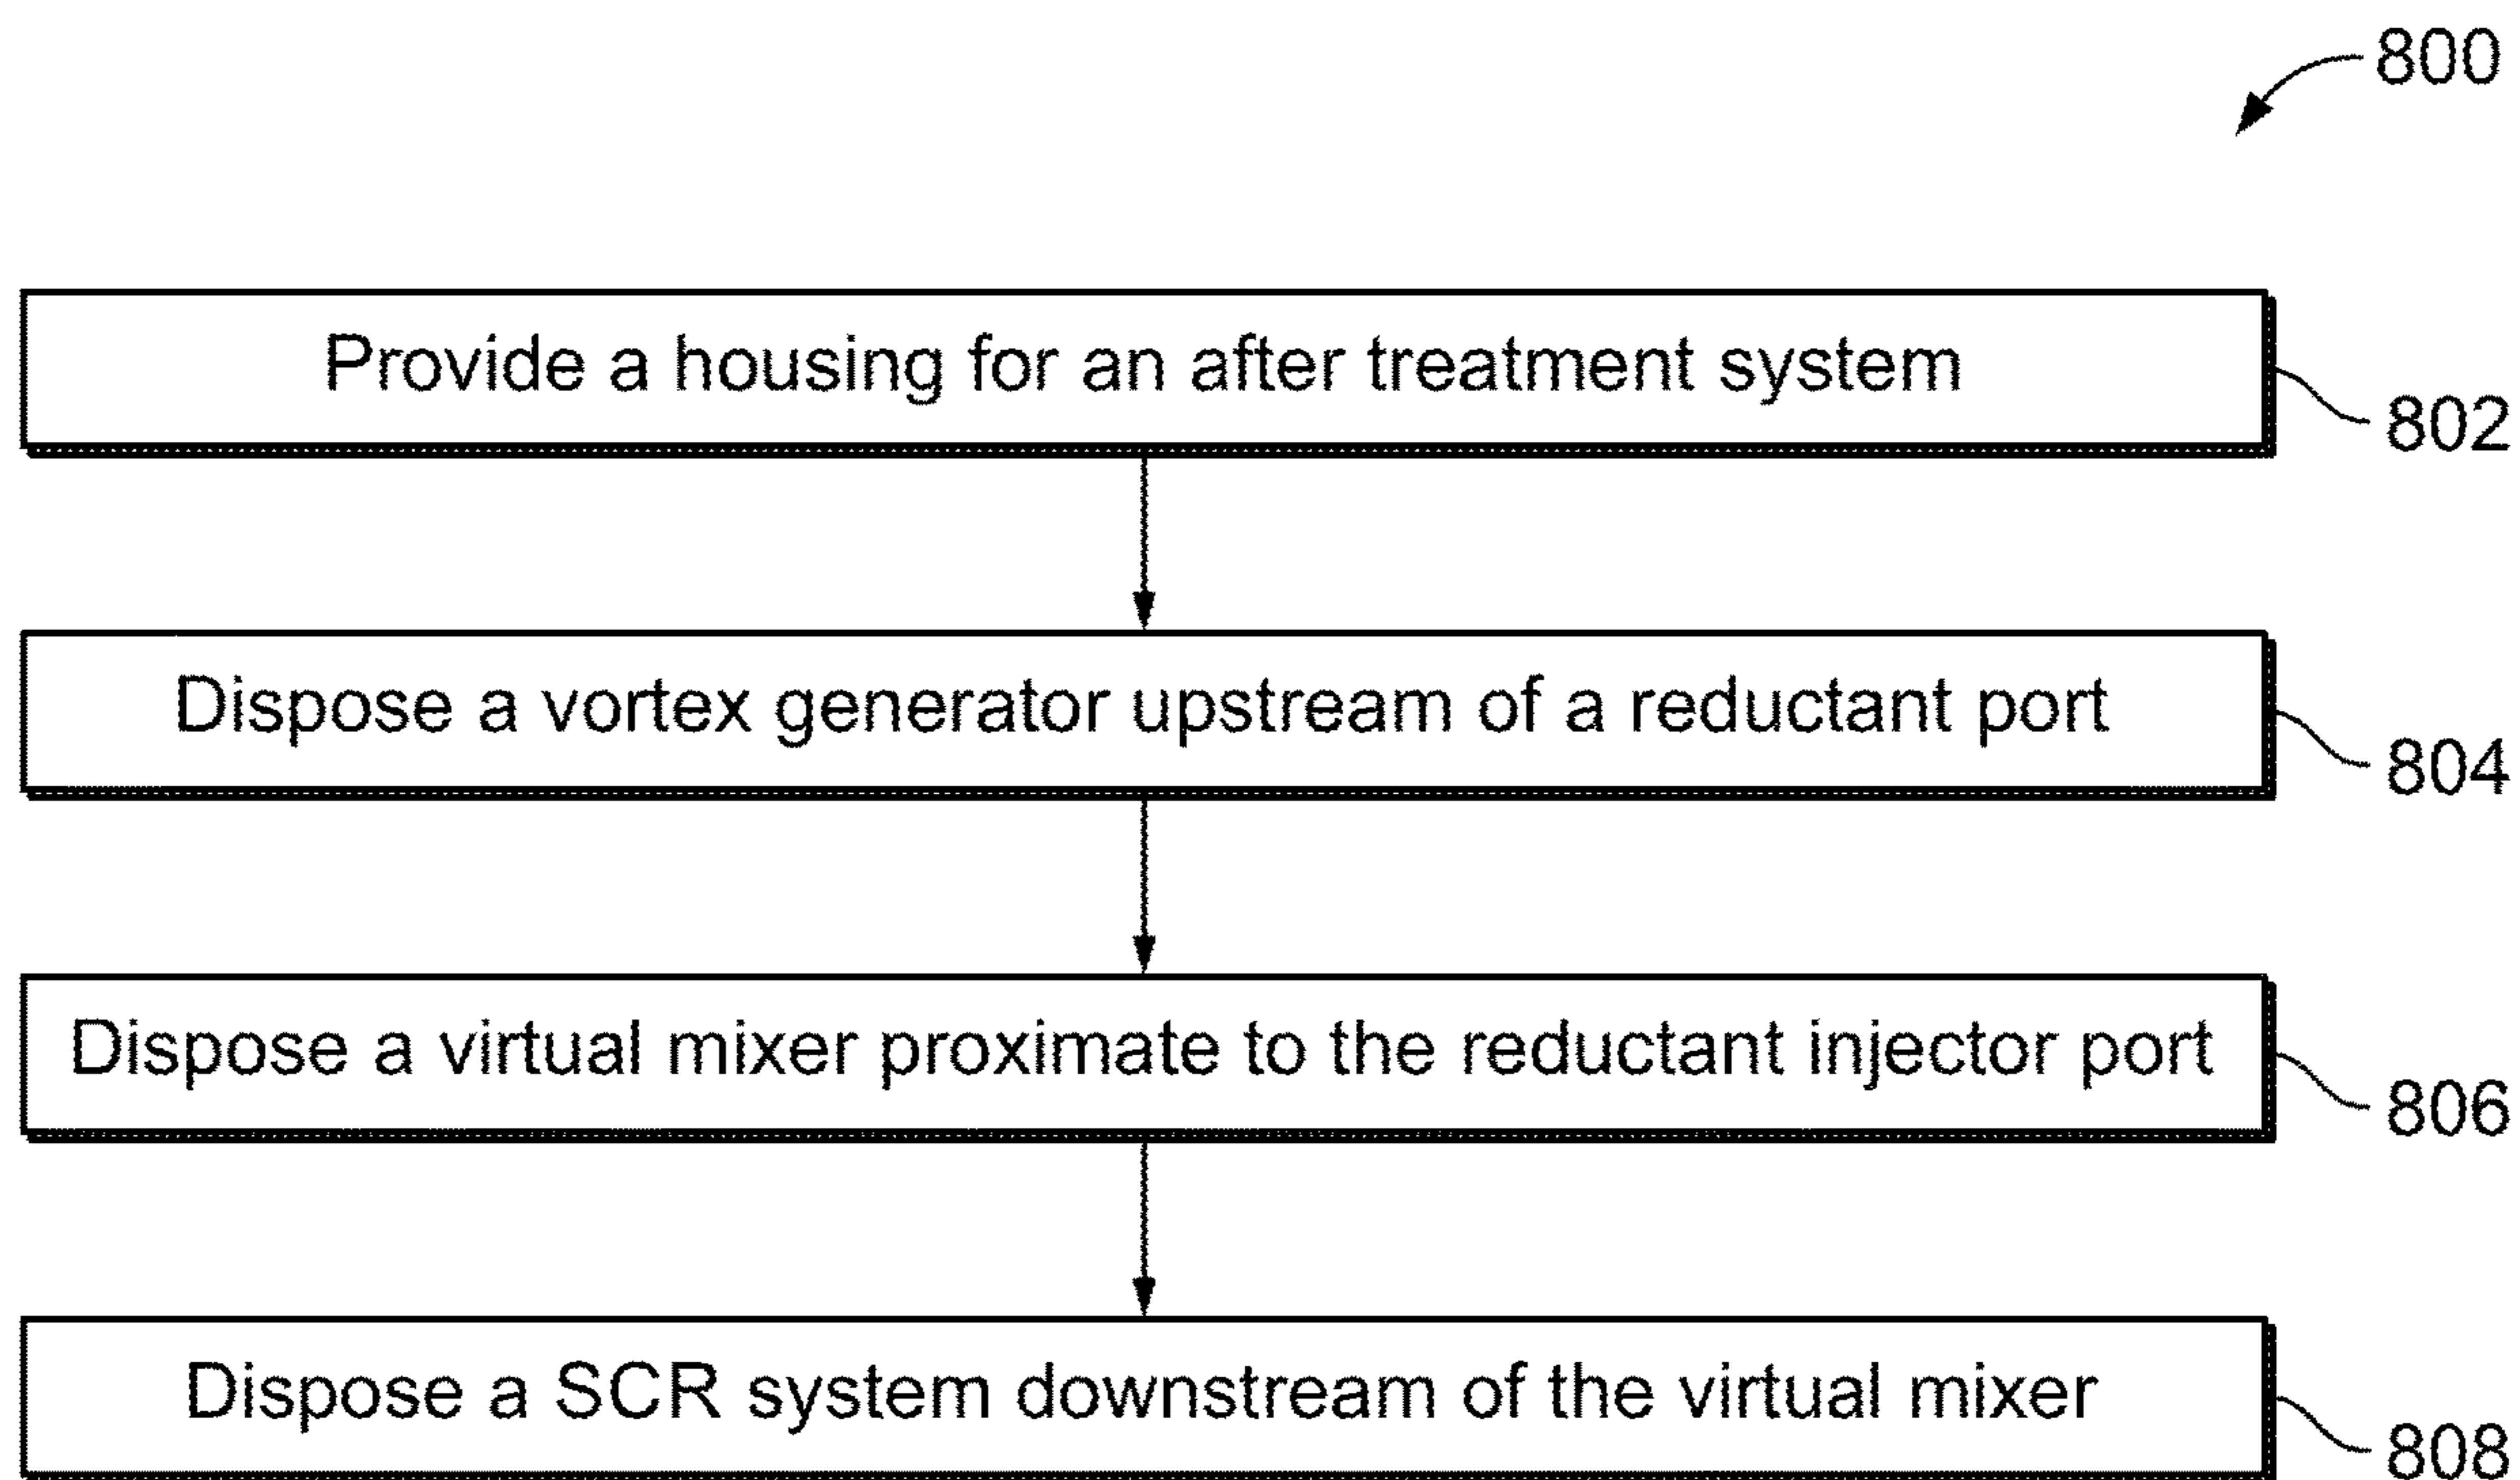 800
Provide a housing for an after treatment system
802
Dispose a vortex generator upstream of a reductant port
804
Dispose a virtual mixer proximate to the reductant injector port
806
Dispose a SCR system downstream of the virtual mixer
808